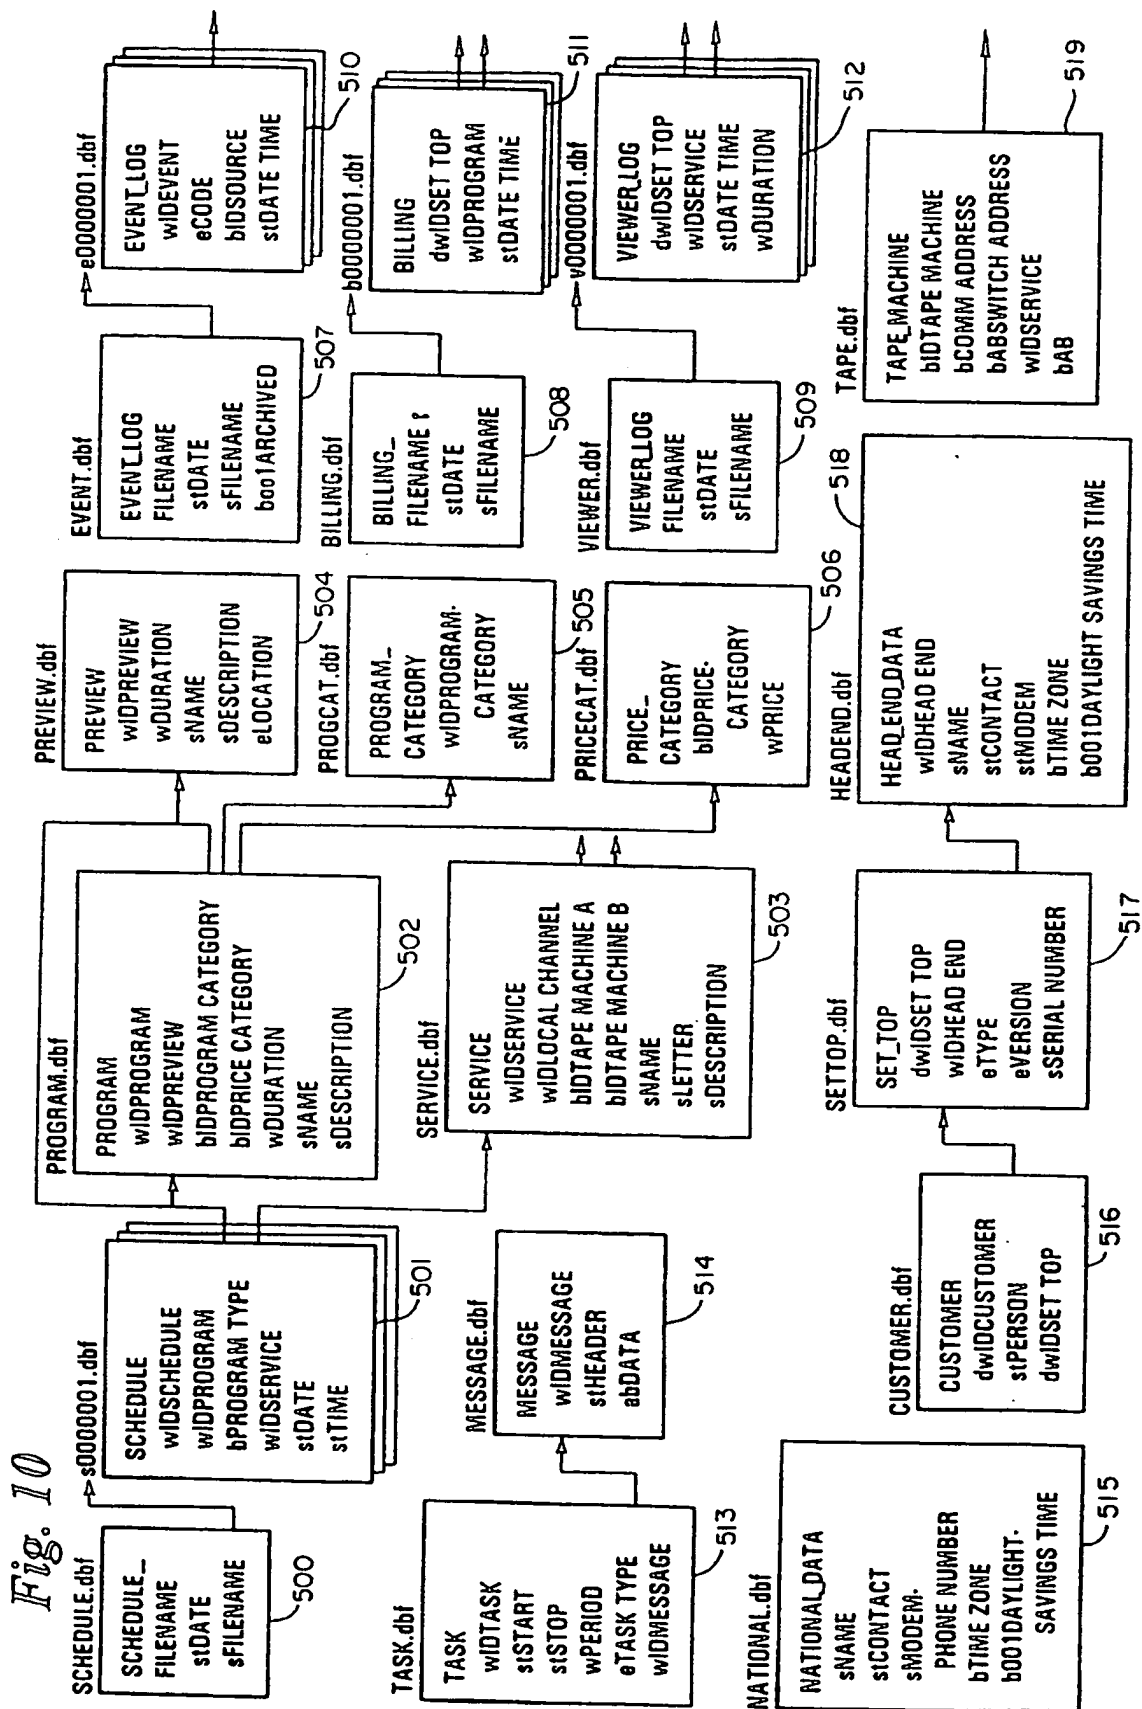 Fig. 10
SCHEDULE.dbf
SCHEDULE_
FILENAME
stDATE
sFILENAME
500
s0000001.dbf
SCHEDULE
wIDSCHEDULE
wIDPROGRAM
bPROGRAM TYPE
wIDSERVICE
stDATE
stTIME
501
PROGRAM.dbf
PROGRAM
wIDPROGRAM
wIDPREVIEW
bIDPROGRAM CATEGORY
bIDPRICE CATEGORY
wDURATION
sNAME
sDESCRIPTION
502
SERVICE.dbf
SERVICE
wIDSERVICE
wIDLOCAL CHANNEL
bIDTAPE MACHINE A
bIDTAPE MACHINE B
sNAME
sLETTER
sDESCRIPTION
503
PREVIEW.dbf
PREVIEW
wIDPREVIEW
wDURATION
sNAME
sDESCRIPTION
eLOCATION
504
PROGCAT.dbf
PROGRAM_
CATEGORY
wIDPROGRAM-
CATEGORY
sNAME
505
PRICECAT.dbf
PRICE_
CATEGORY
bIDPRICE-
CATEGORY
wPRICE
506
EVENT.dbf
EVENT_LOG
FILENAME
stDATE
sFILENAME
boo1ARCHIVED
507
e0000001.dbf
EVENT_LOG
wIDEVENT
eCODE
bIDSOURCE
stDATE TIME
510
BILLING.dbf
BILLING_
FILENAME
stDATE
sFILENAME
508
b0000001.dbf
BILLING
dwIDSET TOP
wIDPROGRAM
stDATE TIME
511
VIEWER.dbf
VIEWER_LOG
FILENAME
stDATE
sFILENAME
509
v0000001.dbf
VIEWER_LOG
dwIDSET TOP
wIDSERVICE
stDATE TIME
wDURATION
512
TASK.dbf
TASK
wIDTASK
stSTART
stSTOP
wPERIOD
eTASK TYPE
wIDMESSAGE
513
MESSAGE.dbf
MESSAGE
wIDMESSAGE
stHEADER
abDATA
514
NATIONAL.dbf
NATIONAL_DATA
sNAME
stCONTACT
sMODEM-
PHONE NUMBER
bTIME ZONE
b001DAYLIGHT-
SAVINGS TIME
515
CUSTOMER.dbf
CUSTOMER
dwIDCUSTOMER
stPERSON
dwIDSET TOP
516
SETTOP.dbf
SET_TOP
dwIDSET TOP
wIDHEAD END
eTYPE
eVERSION
sSERIAL NUMBER
517
HEADEND.dbf
HEAD_END_DATA
wIDHEAD END
sNAME
stCONTACT
stMODEM
bTIME ZONE
b001DAYLIGHT SAVINGS TIME
518
TAPE.dbf
TAPE_MACHINE
bIDTAPE MACHINE
bCOMM ADDRESS
bABSWITCH ADDRESS
wIDSERVICE
bAB
519